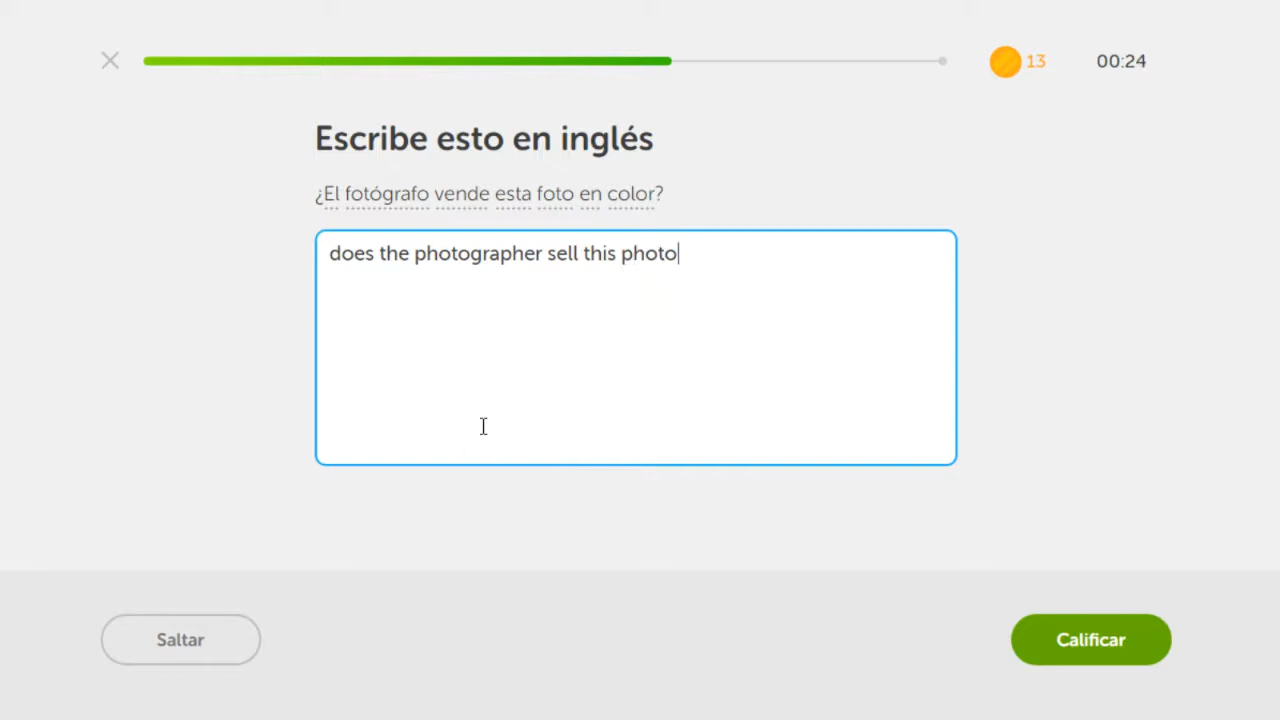 13
00:24
Escribe esto en inglés
¿El fotógrafo vende esta foto en color?
does the photographer sell this photo
Saltar
Calificar